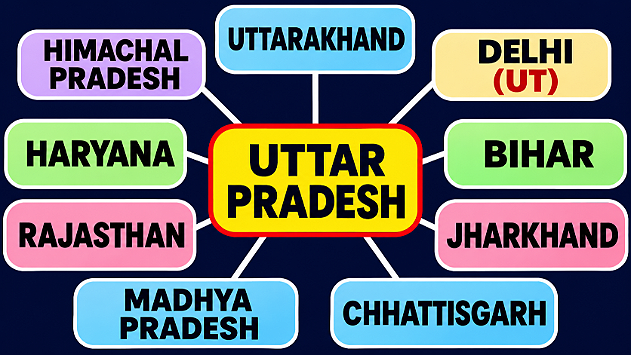 UTTARAKHAND
HIMACHAL
PRADESH
DELHI
(UT)
HARYANA
UTTAR
PRADESH
BIHAR
RAJASTHAN
JHARKHAND
MADHYA
PRADESH
CHHATTISGARH